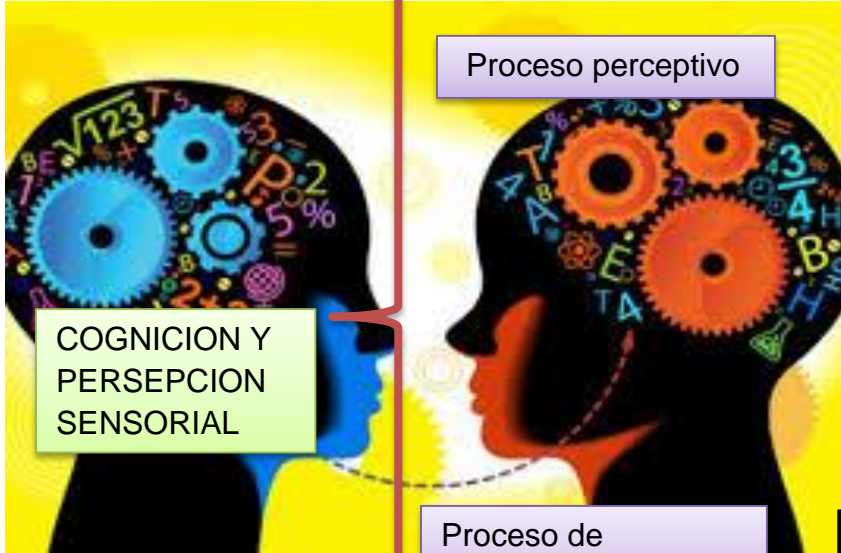 Proceso perceptivo
COGNICION Y
PERSEPCION
SENSORIAL
Proceso de